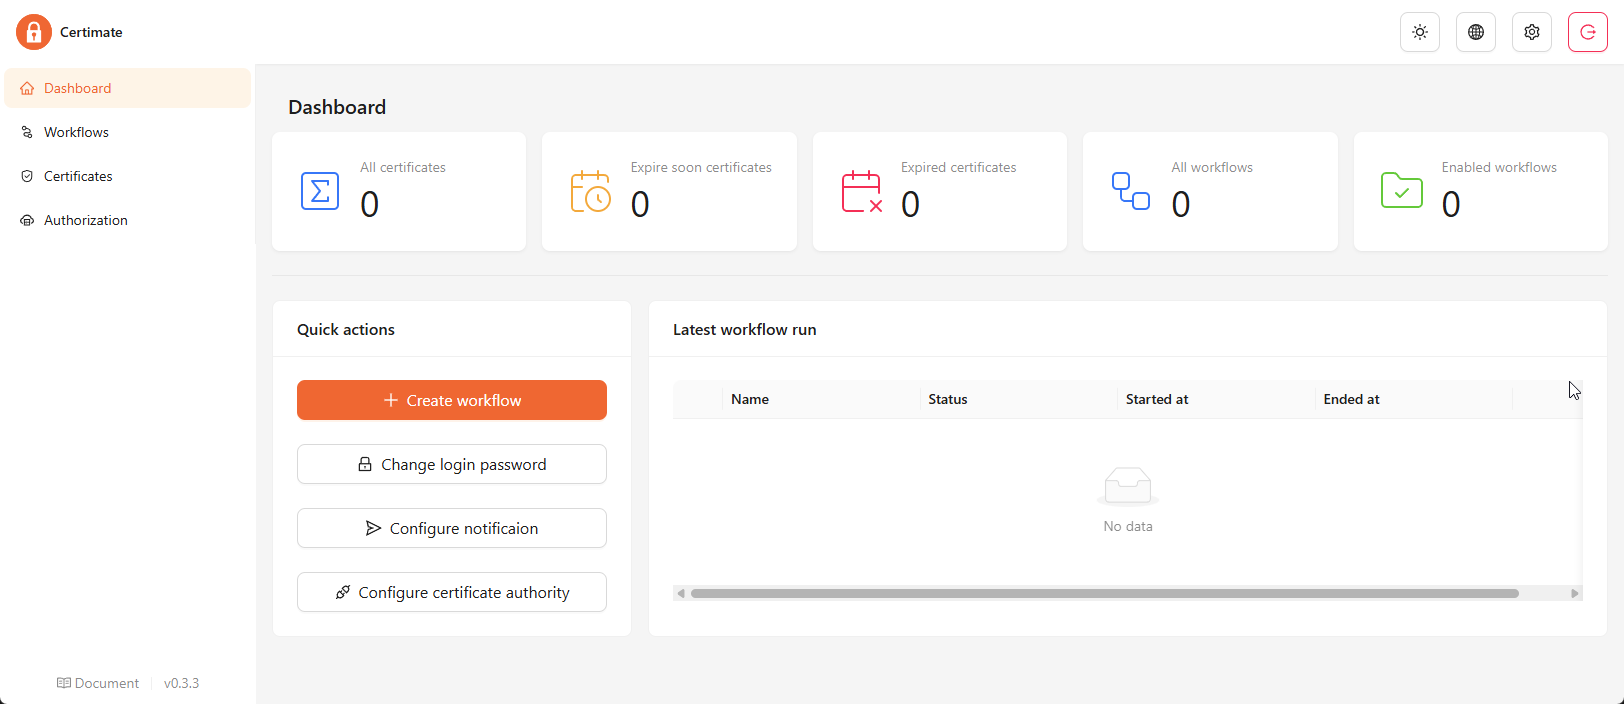 Certimate
Dashboard
Workflows
Certificates
Authorization
Document
v0.3.3
Dashboard
All certificates
0
Expire soon certificates
0
Expired certificates
0
All workflows
0
Enabled workflows
0
Quick actions
Create workflow
Change login password
Configure notificaion
Configure certificate authority
Latest workflow run
Name Status Started at Ended at
No data